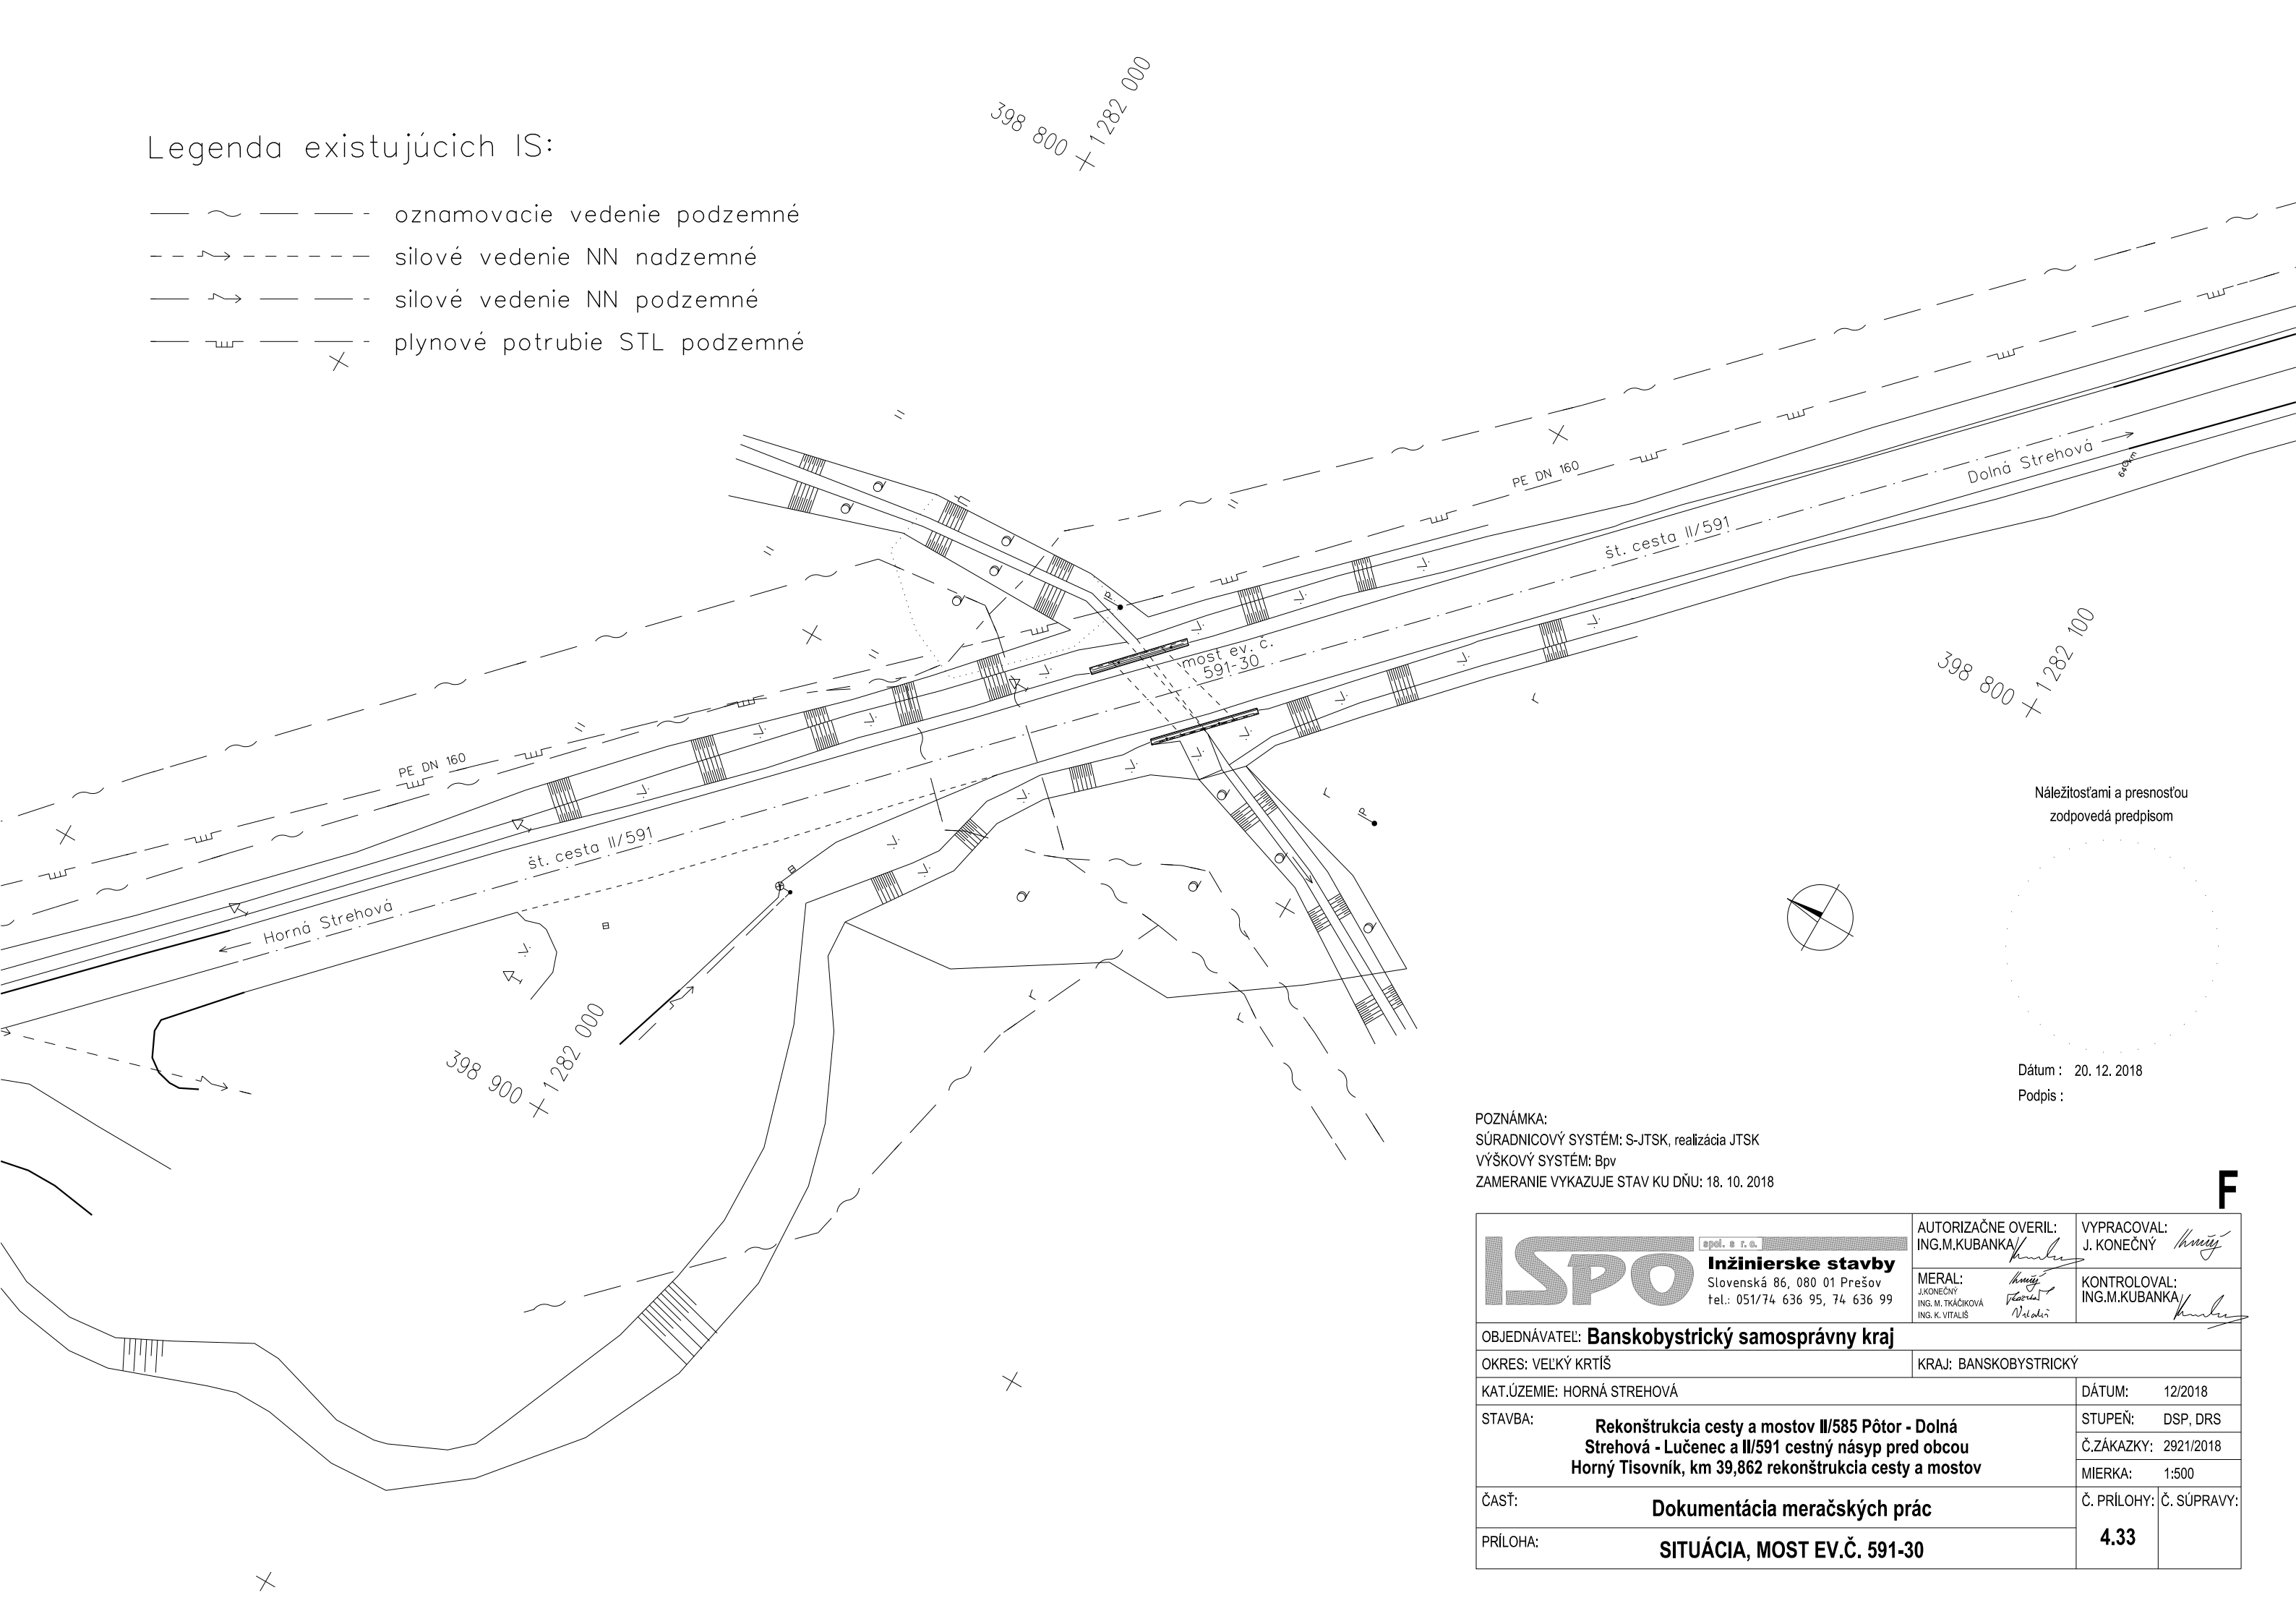 398 800
1282 000
Legenda existujúcich IS:
oznamovacie vedenie podzemné
silové vedenie NN nadzemné
silové vedenie NN podzemné
plynové potrubie STL podzemné
Dolná Strehová
PE DN 160
št. cesta II/591
P
most ev. č.
591-30
398 800
1282 100
PE DN 160
P
št. cesta II/591
Horná Strehová
398 900
1282 000
Náležitosťami a presnosťou
zodpovedá predpisom
Dátum : 20. 12. 2018
Podpis :
POZNÁMKA:
SÚRADNICOVÝ SYSTÉM: S-JTSK, realizácia JTSK
VÝŠKOVÝ SYSTÉM: Bpv
ZAMERANIE VYKAZUJE STAV KU DŇU: 18. 10. 2018
F
ISPO
spol. s r. o.
Inžinierske stavby
Slovenská 86, 080 01 Prešov
tel.: 051/74 636 95, 74 636 99
AUTORIZAČNE OVERIL:
ING.M.KUBANKA
VYPRACOVAL:
J. KONEČNÝ
MERAL:
J.KONEČNÝ
ING. M. TKÁČIKOVÁ
ING. K. VITALIŠ
KONTROLOVAL:
ING.M.KUBANKA
OBJEDNÁVATEĽ: Banskobystrický samosprávny kraj
OKRES: VEĽKÝ KRTÍŠ
KRAJ: BANSKOBYSTRICKÝ
KAT.ÚZEMIE: HORNÁ STREHOVÁ
DÁTUM: 12/2018
STAVBA:
Rekonštrukcia cesty a mostov II/585 Pôtor - Dolná
Strehová - Lučenec a II/591 cestný násyp pred obcou
Horný Tisovník, km 39,862 rekonštrukcia cesty a mostov
STUPEŇ: DSP, DRS
Č.ZÁKAZKY: 2921/2018
MIERKA: 1:500
ČASŤ: Dokumentácia meračských prác
Č. PRÍLOHY: Č. SÚPRAVY:
4.33
PRÍLOHA: SITUÁCIA, MOST EV.Č. 591-30